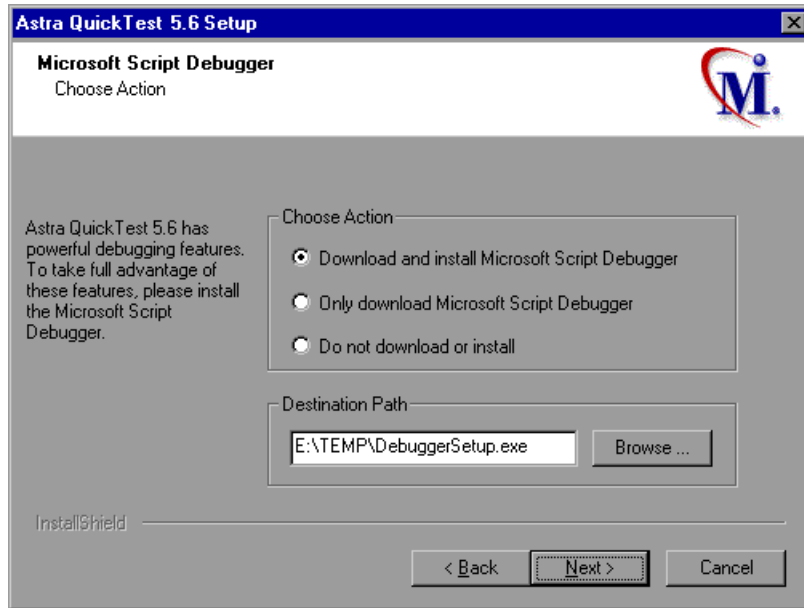 Astra QuickTest 5.6 Setup
Microsoft Script Debugger
Choose Action
M.
Astra QuickTest 5.6 has
powerful debugging features.
To take full advantage of
these features, please install
the Microsoft Script
Debugger.
Choose Action
Download and install Microsoft Script Debugger
Only download Microsoft Script Debugger
Do not download or install
Destination Path
E:\TEMP\DebuggerSetup.exe
Browse ...
InstallShield
< Back
Next >
Cancel